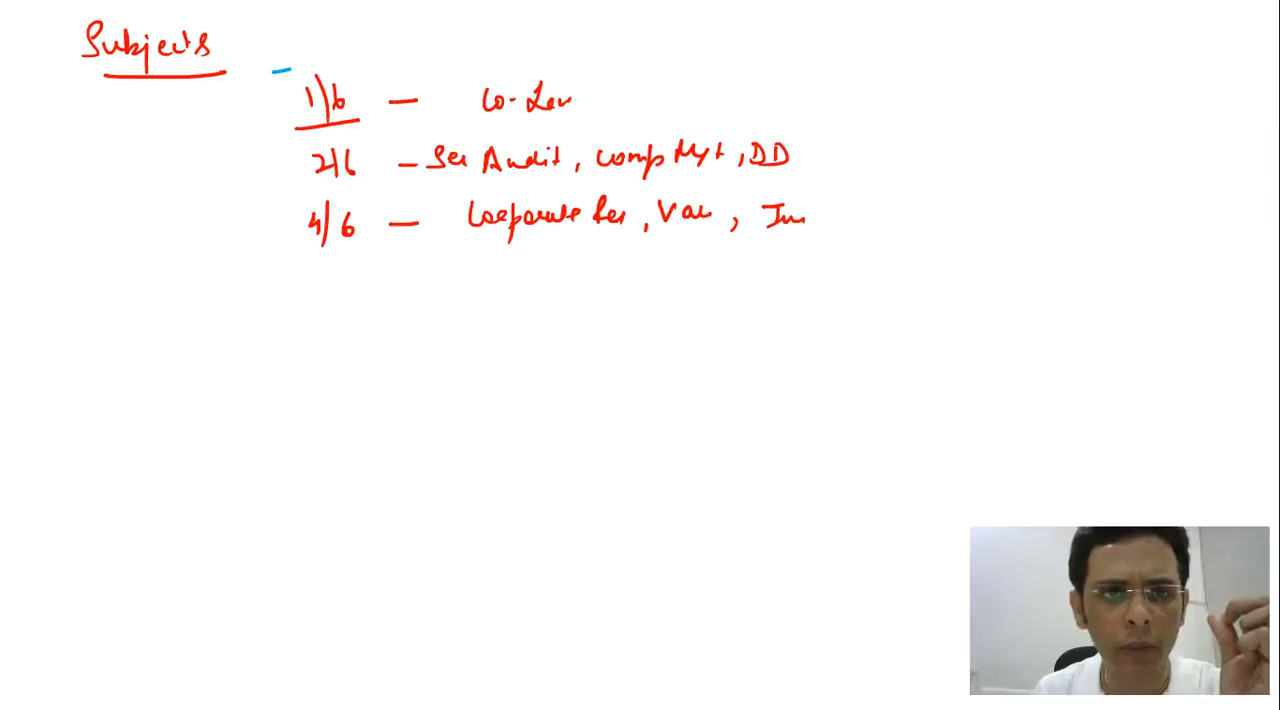 Subjects
1/6 — Co-Law
2/6 — Sec Audit, Comp Mgt, DD
4/6 — Corporate Res, Val, Ins